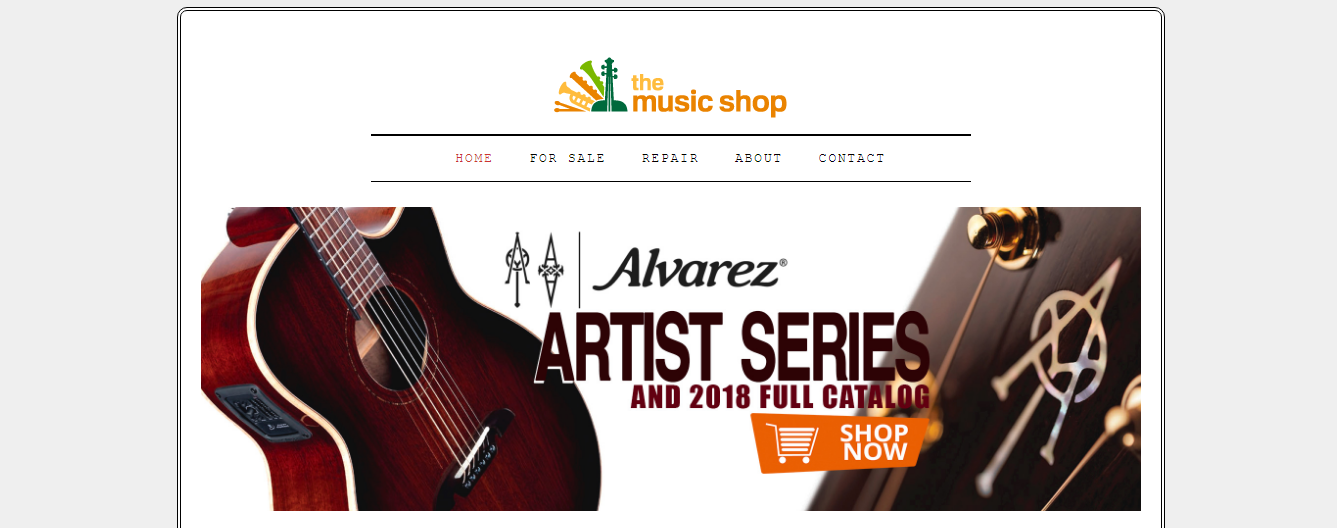 the
music shop
HOME FOR SALE REPAIR ABOUT CONTACT
Alvarez®
ARTIST SERIES
AND 2018 FULL CATALOG
SHOP
NOW